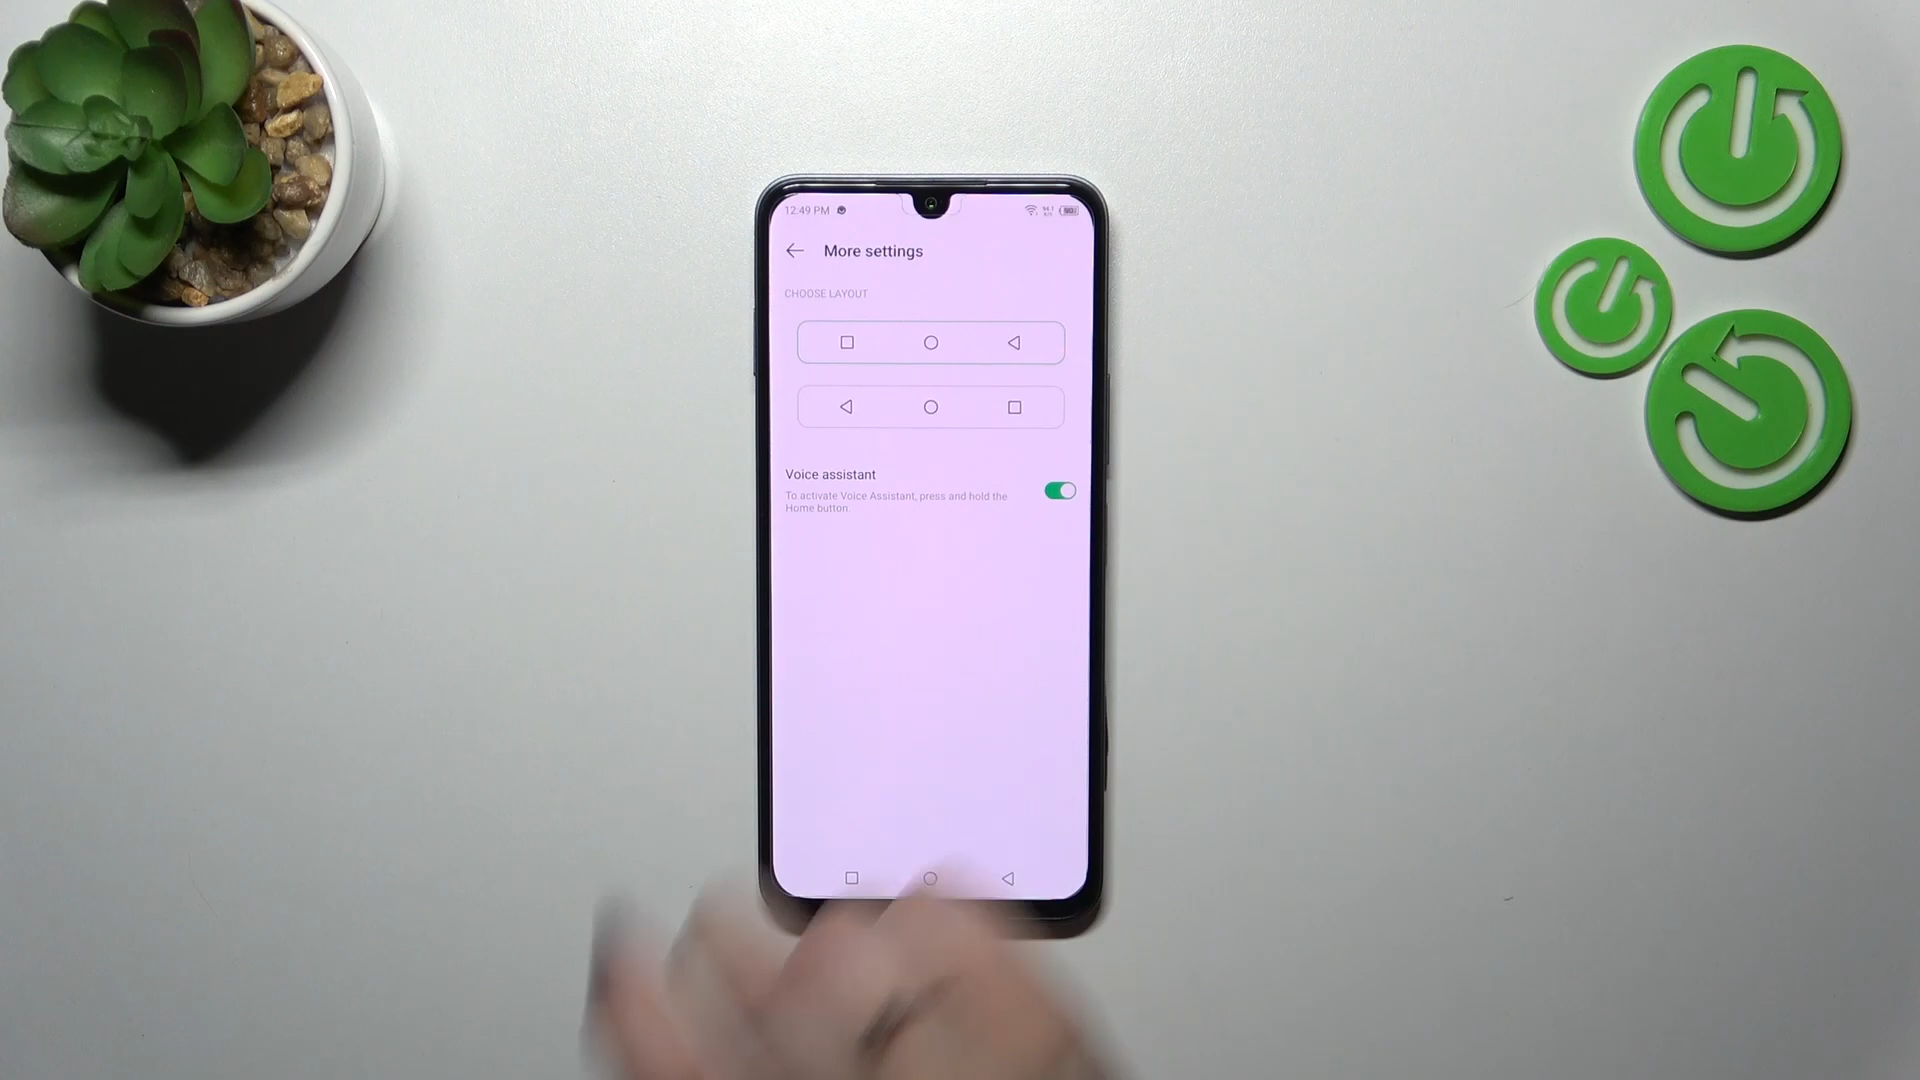 12:49 PM
More settings
CHOOSE LAYOUT
Voice assistant
To activate Voice Assistant, press and hold the
Home button.